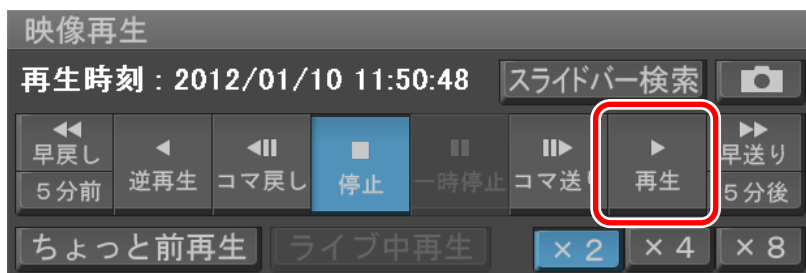 映像再生
再生時刻 : 2012/01/10 11:50:48 スライドバー検索
早戻し 逆再生 コマ戻し 停止 一時停止 コマ送り 再生 早送り
5分前 5分後
ちょっと前再生 ライブ中再生 ×2 ×4 ×8